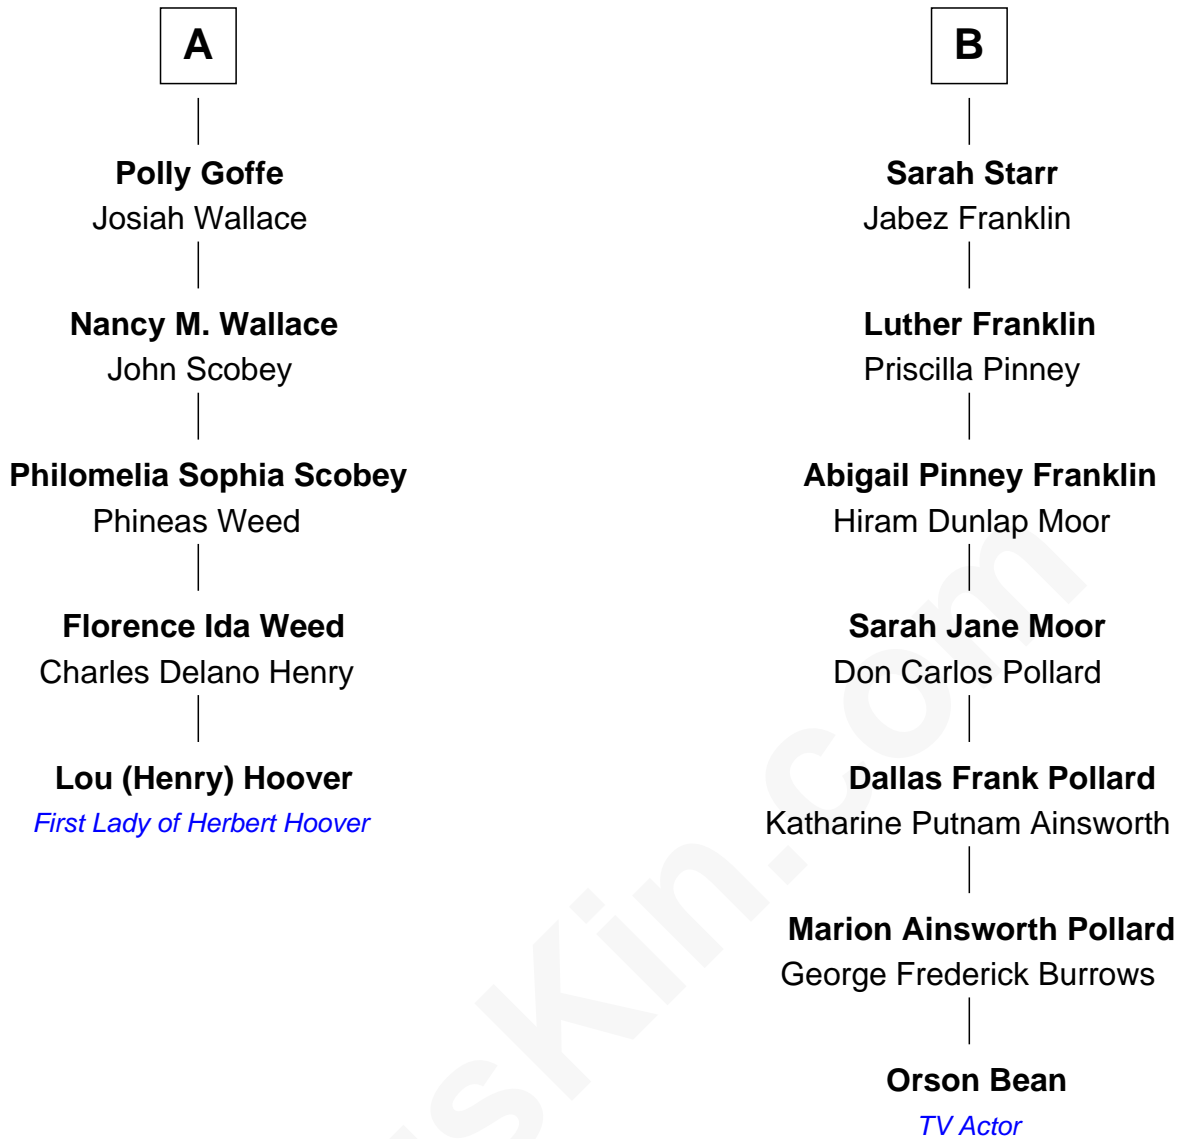 A
Polly Goffe
Josiah Wallace
Nancy M. Wallace
John Scobey
Philomelia Sophia Scobey
Phineas Weed
Florence Ida Weed
Charles Delano Henry
Lou (Henry) Hoover
First Lady of Herbert Hoover
B
Sarah Starr
Jabez Franklin
Luther Franklin
Priscilla Pinney
Abigail Pinney Franklin
Hiram Dunlap Moor
Sarah Jane Moor
Don Carlos Pollard
Dallas Frank Pollard
Katharine Putnam Ainsworth
Marion Ainsworth Pollard
George Frederick Burrows
Orson Bean
TV Actor
sKin.com